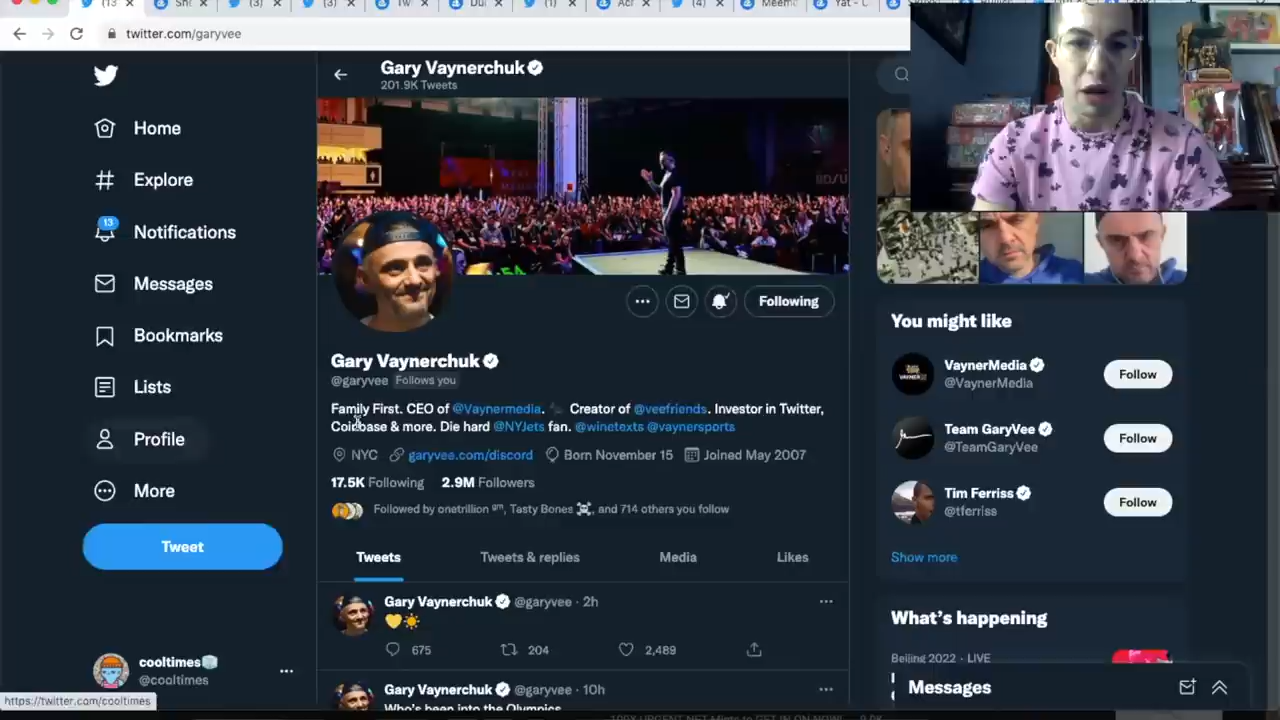 twitter.com/garyvee
Home
Explore
13
Notifications
Messages
Bookmarks
Lists
Profile
More
Tweet
cooltimes
@cooltimes
https://twitter.com/cooltimes
Gary Vaynerchuk
201.9K Tweets
Following
Gary Vaynerchuk
@garyvee Follows you
Family First. CEO of @Vaynermedia. Creator of @veefriends. Investor in Twitter,
Coinbase & more. Die hard @NYJets fan. @winetexts @vaynersports
NYC garyvee.com/discord Born November 15 Joined May 2007
17.5K Following 2.9M Followers
Followed by onetrillion gm, Tasty Bones, and 714 others you follow
Tweets Tweets & replies Media Likes
Gary Vaynerchuk @garyvee · 2h
675 204 2,489
Gary Vaynerchuk @garyvee · 10h
Who's been into the Olympics
You might like
VaynerMedia
@VaynerMedia
Follow
Team GaryVee
@TeamGaryVee
Follow
Tim Ferriss
@tferriss
Follow
Show more
What's happening
Beijing 2022 · LIVE
Messages